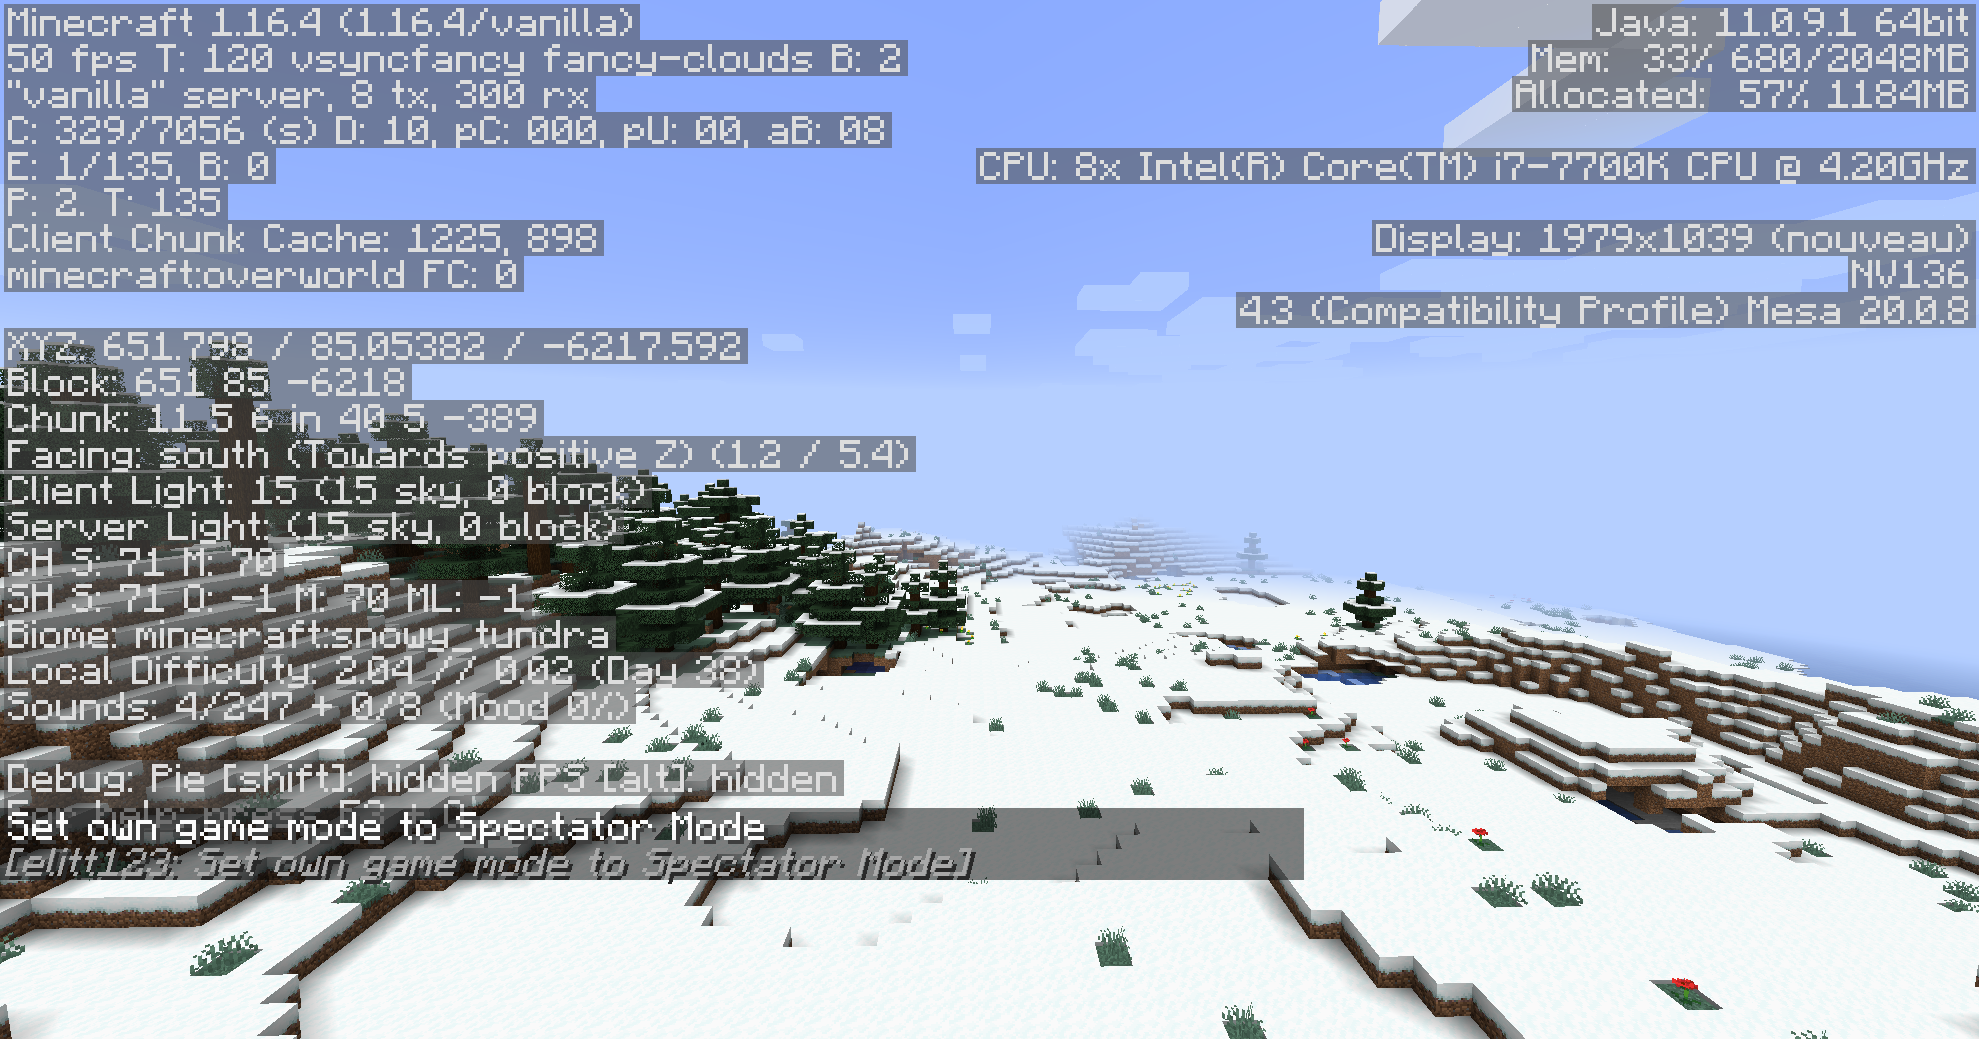 Minecraft 1.16.4 (1.16.4/vanilla)
50 fps T: 120 vsyncfancy fancy-clouds B: 2
"vanilla" server, 8 tx, 300 rx
C: 329/7056 (s) D: 10, pC: 000, pU: 00, aB: 08
E: 1/135, B: 0
P: 2. T: 135
Client Chunk Cache: 1225, 898
minecraft:overworld FC: 0
XYZ: 651.798 / 85.05382 / -6217.592
Block: 651 85 -6218
Chunk: 11 5 6 in 40 5 -389
Facing: south (Towards positive Z) (1.2 / 5.4)
Client Light: 15 (15 sky, 0 block)
Server Light: (15 sky, 0 block)
CH S: 71 M: 70
SH S: 71 O: -1 M: 70 ML: -1
Biome: minecraft:snowy_tundra
Local Difficulty: 2.04 // 0.02 (Day 38)
Sounds: 4/247 + 0/8 (Mood 0%)
Debug: Pie [shift]: hidden FPS [alt]: hidden
Set own game mode to Spectator Mode
[elitt123: Set own game mode to Spectator Mode]
Java: 11.0.9.1 64bit
Mem: 33% 680/2048MB
Allocated: 57% 1184MB
CPU: 8x Intel(R) Core(TM) i7-7700K CPU @ 4.20GHz
Display: 1979x1039 (nouveau)
NV136
4.3 (Compatibility Profile) Mesa 20.0.8